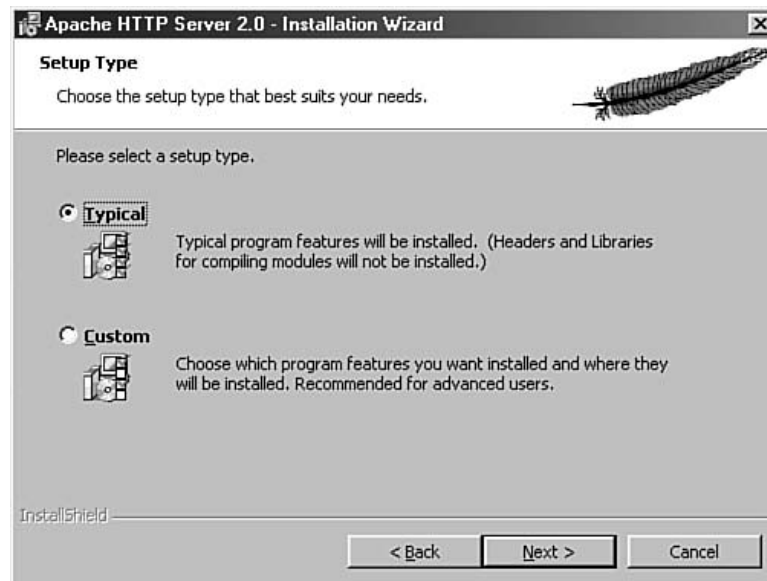 Apache HTTP Server 2.0 - Installation Wizard
Setup Type
Choose the setup type that best suits your needs.
Please select a setup type.
Typical
Typical program features will be installed. (Headers and Libraries
for compiling modules will not be installed.)
Custom
Choose which program features you want installed and where they
will be installed. Recommended for advanced users.
InstallShield
< Back
Next >
Cancel